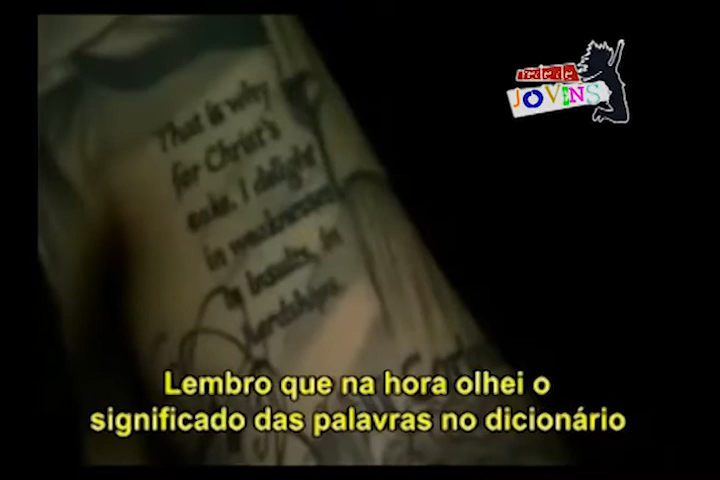 JOVENS
That is why
for Christ's
sake, I delight
in weaknesses
in insults, in
hardships.
Lembro que na hora olhei o
significado das palavras no dicionário